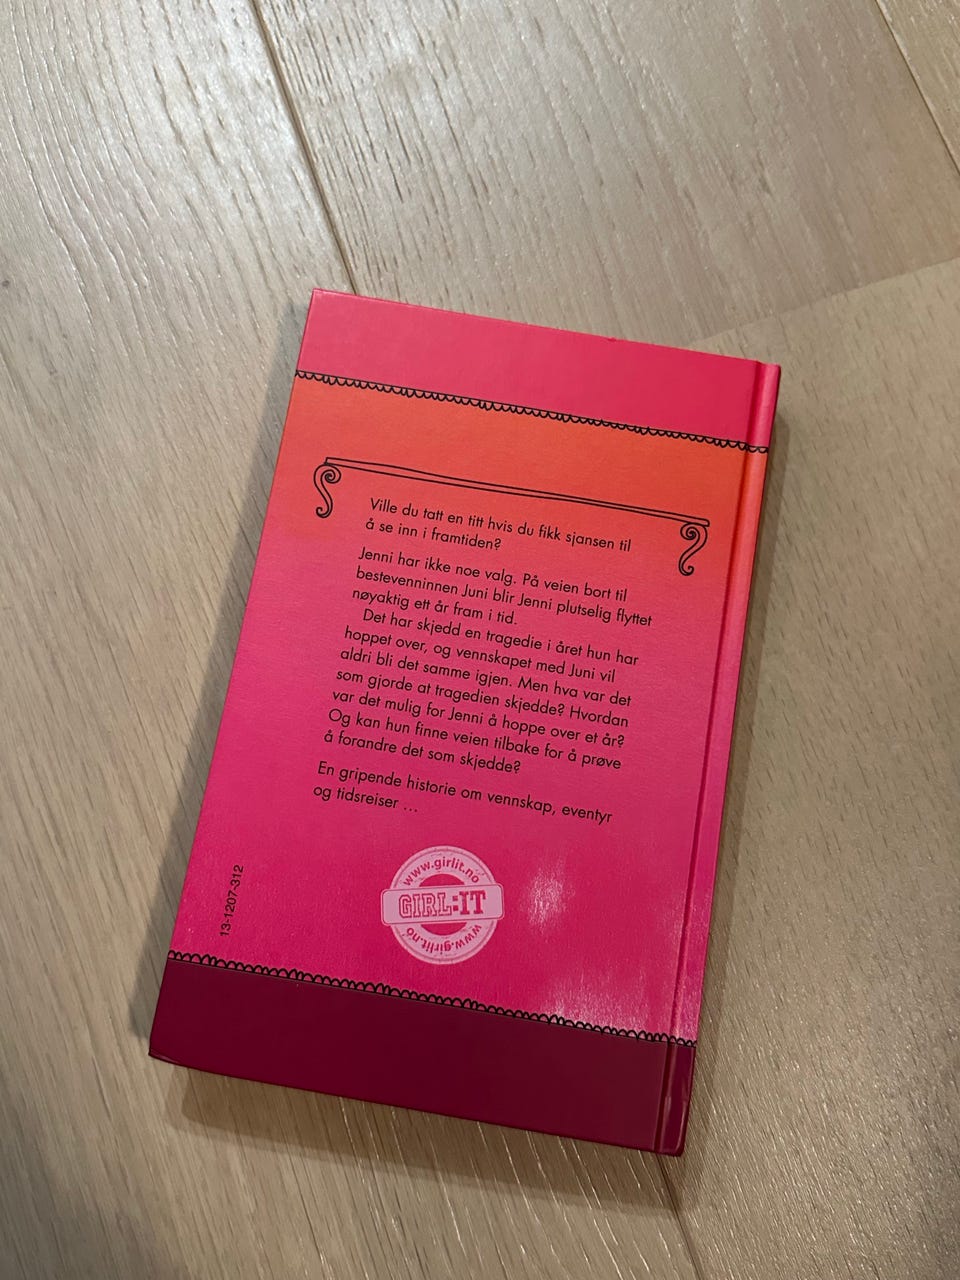 Ville du tatt en titt hvis du fikk sjansen til
å se inn i framtiden?
Jenni har ikke noe valg. På veien bort til
bestevenninnen Juni blir Jenni plutselig flyttet
nøyaktig ett år fram i tid.
Det har skjedd en tragedie i året hun har
hoppet over, og vennskapet med Juni vil
aldri bli det samme igjen. Men hva var det
som gjorde at tragedien skjedde? Hvordan
var det mulig for Jenni å hoppe over et år?
Og kan hun finne veien tilbake for å prøve
å forandre det som skjedde?
En gripende historie om vennskap, eventyr
og tidsreiser ...
www.girlit.no
GIRL:IT
www.girlit.no
13-1207-312